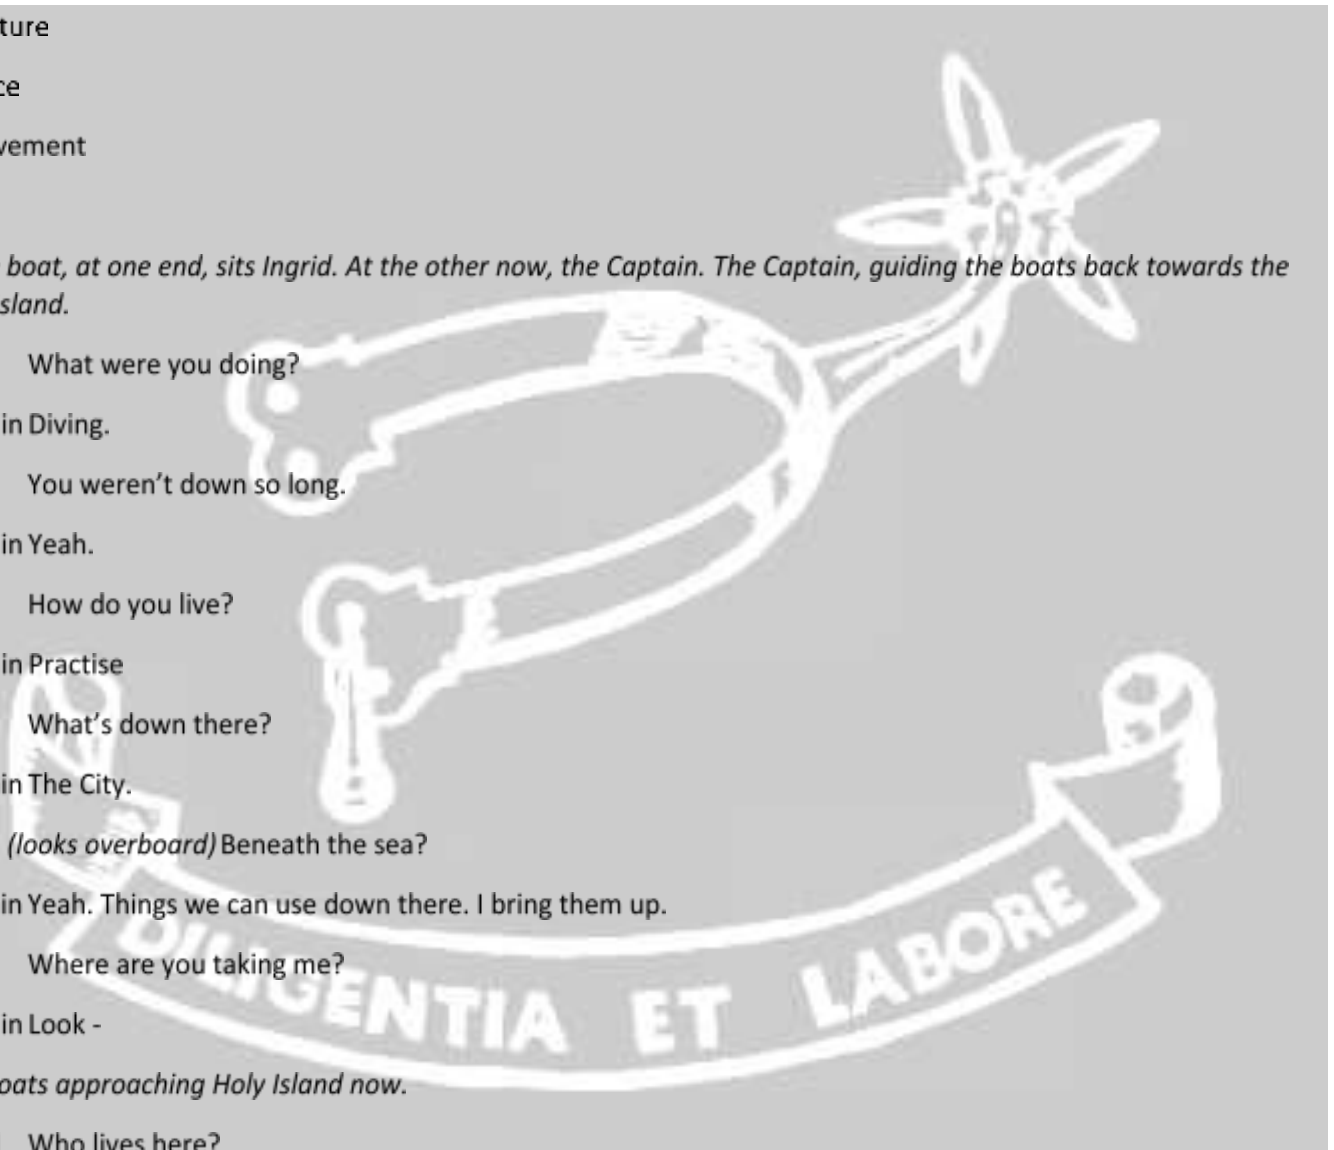 ture
ce
vement
boat, at one end, sits Ingrid. At the other now, the Captain. The Captain, guiding the boats back towards the
sland.
What were you doing?
in Diving.
You weren't down so long.
in Yeah.
How do you live?
in Practise
What's down there?
in The City.
(looks overboard) Beneath the sea?
in Yeah. Things we can use down there. I bring them up.
Where are you taking me?
in Look -
oats approaching Holy Island now.
Who lives here?
DILIGENTIA ET LABORE